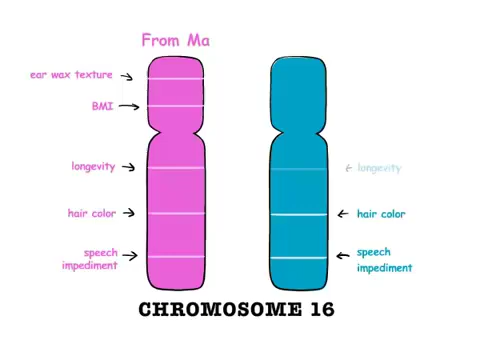 From Ma
ear wax texture
BMI
longevity
hair color
speech
impediment
longevity
hair color
speech
impediment
CHROMOSOME 16